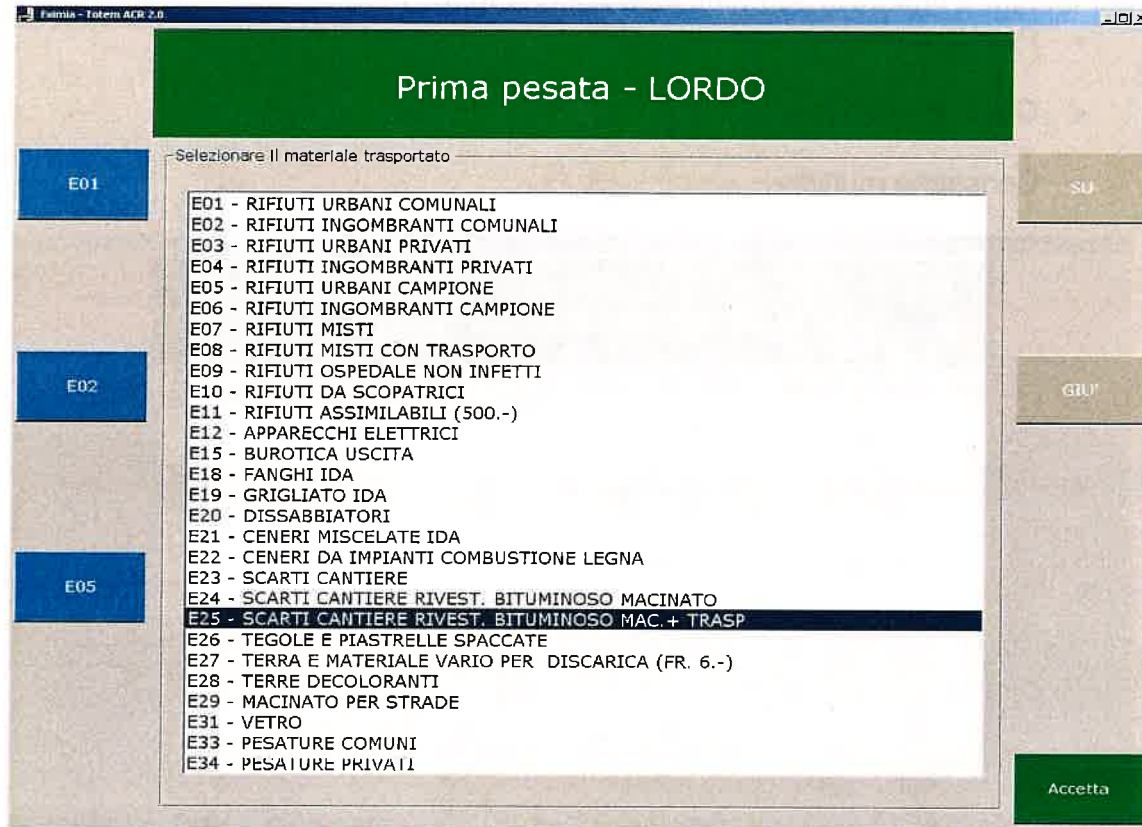 Eximia - Totem ACR 2.0
Prima pesata - LORDO
Selezionare il materiale trasportato
E01
SU
E01 - RIFIUTI URBANI COMUNALI
E02 - RIFIUTI INGOMBRANTI COMUNALI
E03 - RIFIUTI URBANI PRIVATI
E04 - RIFIUTI INGOMBRANTI PRIVATI
E05 - RIFIUTI URBANI CAMPIONE
E06 - RIFIUTI INGOMBRANTI CAMPIONE
E07 - RIFIUTI MISTI
E08 - RIFIUTI MISTI CON TRASPORTO
E09 - RIFIUTI OSPEDALE NON INFETTI
E10 - RIFIUTI DA SCOPATRICI
E11 - RIFIUTI ASSIMILABILI (500.-)
E12 - APPARECCHI ELETTRICI
E15 - BUROTICA USCITA
E18 - FANGHI IDA
E19 - GRIGLIATO IDA
E20 - DISSABBIATORI
E21 - CENERI MISCELATE IDA
E22 - CENERI DA IMPIANTI COMBUSTIONE LEGNA
E23 - SCARTI CANTIERE
E24 - SCARTI CANTIERE RIVEST. BITUMINOSO MACINATO
E25 - SCARTI CANTIERE RIVEST. BITUMINOSO MAC.+ TRASP
E26 - TEGOLE E PIASTRELLE SPACCATE
E27 - TERRA E MATERIALE VARIO PER DISCARICA (FR. 6.-)
E28 - TERRE DECOLORANTI
E29 - MACINATO PER STRADE
E31 - VETRO
E33 - PESATURE COMUNI
E34 - PESATURE PRIVATI
E02
GIU'
E05
Accetta